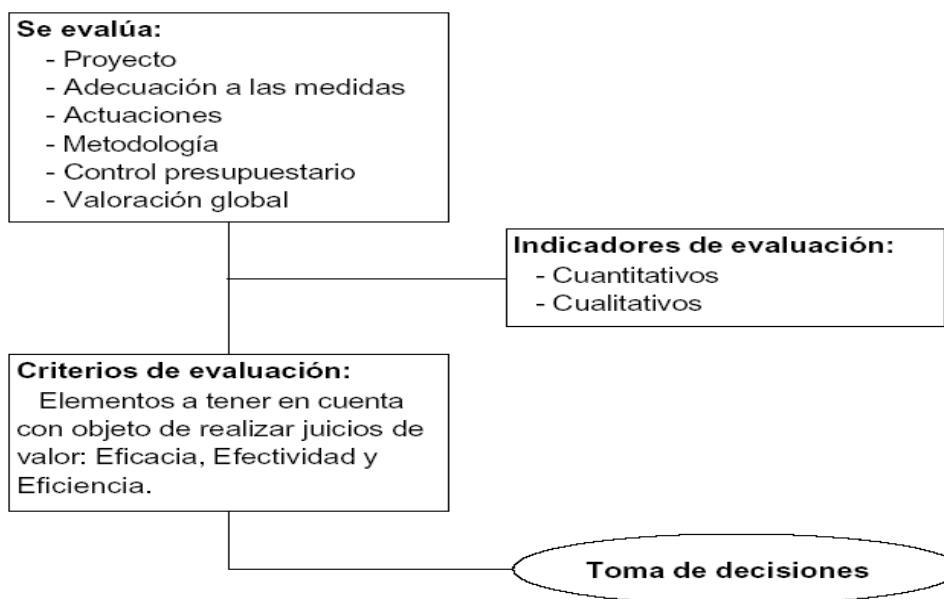 Se evalúa:
- Proyecto
- Adecuación a las medidas
- Actuaciones
- Metodología
- Control presupuestario
- Valoración global
Indicadores de evaluación:
- Cuantitativos
- Cualitativos
Criterios de evaluación:
Elementos a tener en cuenta
con objeto de realizar juicios de
valor: Eficacia, Efectividad y
Eficiencia.
Toma de decisiones